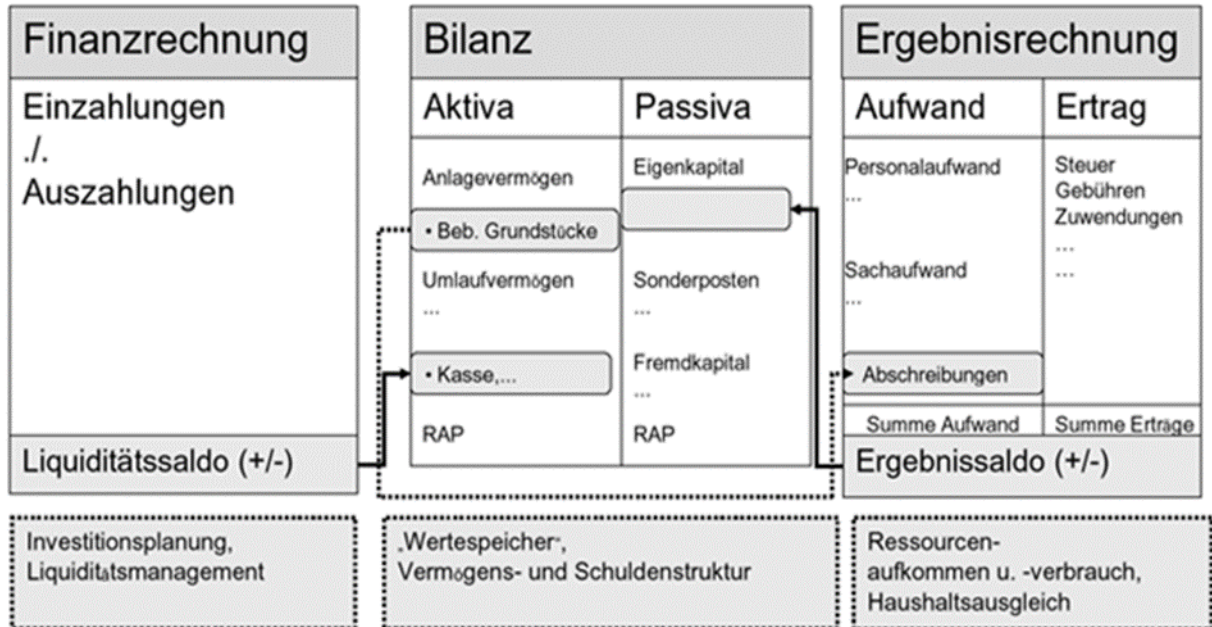 Finanzrechnung
Einzahlungen
./.
Auszahlungen
Liquiditätssaldo (+/-)
Investitionsplanung,
Liquiditätsmanagement
Bilanz
Aktiva
Anlagevermögen
• Beb. Grundstücke
Umlaufvermögen
...
• Kasse,...
RAP
Passiva
Eigenkapital
Sonderposten
...
Fremdkapital
...
RAP
„Wertespeicher“,
Vermögens- und Schuldenstruktur
Ergebnisrechnung
Aufwand
Personalaufwand
...
Sachaufwand
...
Abschreibungen
Summe Aufwand
Ertrag
Steuer
Gebühren
Zuwendungen
...
...
Summe Erträge
Ergebnissaldo (+/-)
Ressourcen-
aufkommen u. -verbrauch,
Haushaltsausgleich